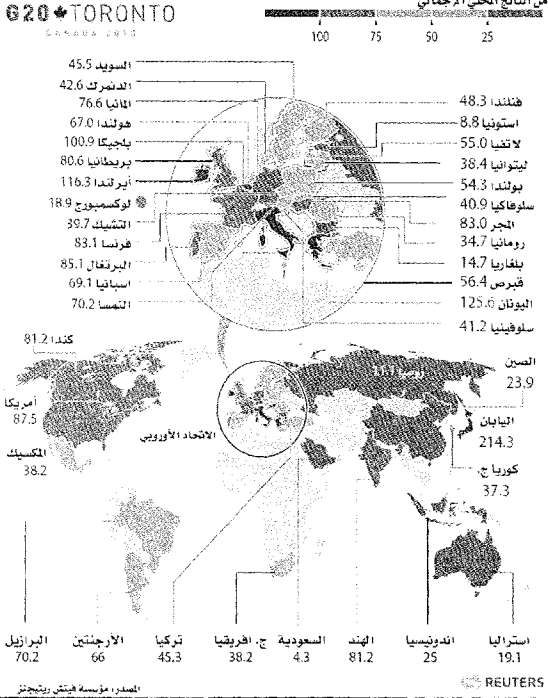 G20 TORONTO
CANADA 2010
من الناتج المحلي الإجمالي
100 75 50 25
السويد 45.5
الدنمرك 42.6
المانيا 76.6
هولندا 67.0
بلجيكا 100.9
بريطانيا 80.6
أيرلندا 116.3
لوكسمبورج 18.9
التشيك 39.7
فرنسا 83.1
البرتغال 85.1
اسبانيا 69.1
النمسا 70.2
فنلندا 48.3
استونيا 8.8
لاتفيا 55.0
ليتوانيا 38.4
بولندا 54.3
سلوفاكيا 40.9
المجر 83.0
رومانيا 34.7
بلغاريا 14.7
قبرص 56.4
اليونان 125.6
سلوفينيا 41.2
كندا 81.2
أمريكا
87.5
المكسيك
38.2
الاتحاد الأوروبي
الصين
23.9
اليابان
214.3
كوريا ج.
37.3
البرازيل
70.2
الأرجنتين
66
تركيا
45.3
ج. افريقيا
38.2
السعودية
4.3
الهند
81.2
اندونيسيا
25
استراليا
19.1
المصدر: مؤسسة فيتش ريتيجنز
REUTERS